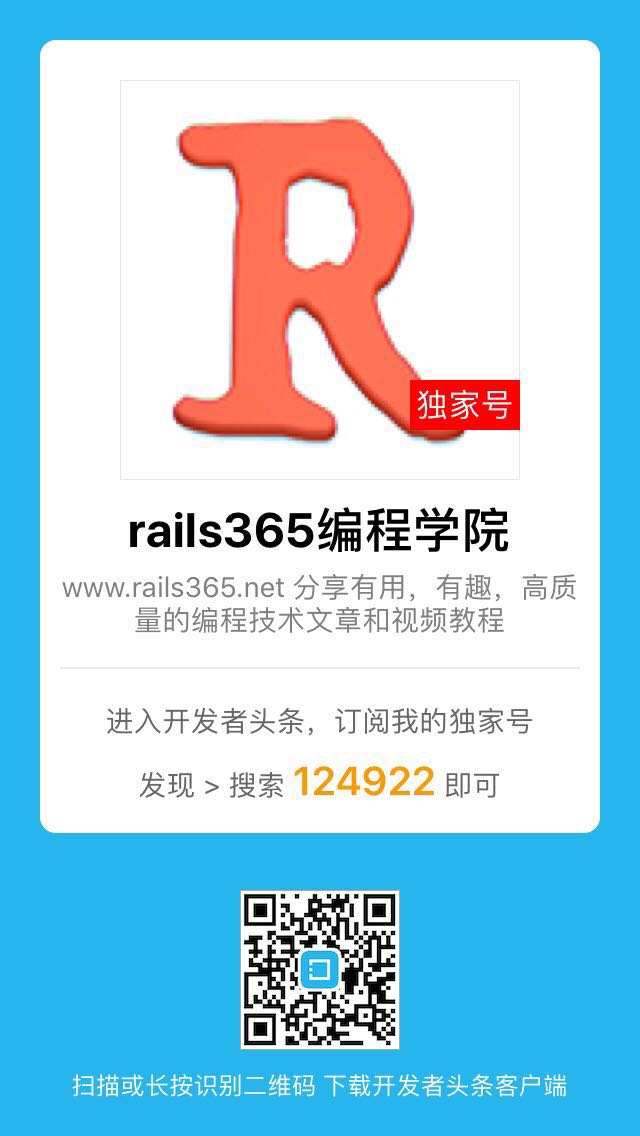 R
独家号
rails365编程学院
www.rails365.net 分享有用，有趣，高质
量的编程技术文章和视频教程
进入开发者头条，订阅我的独家号
发现 > 搜索 124922 即可
扫描或长按识别二维码 下载开发者头条客户端